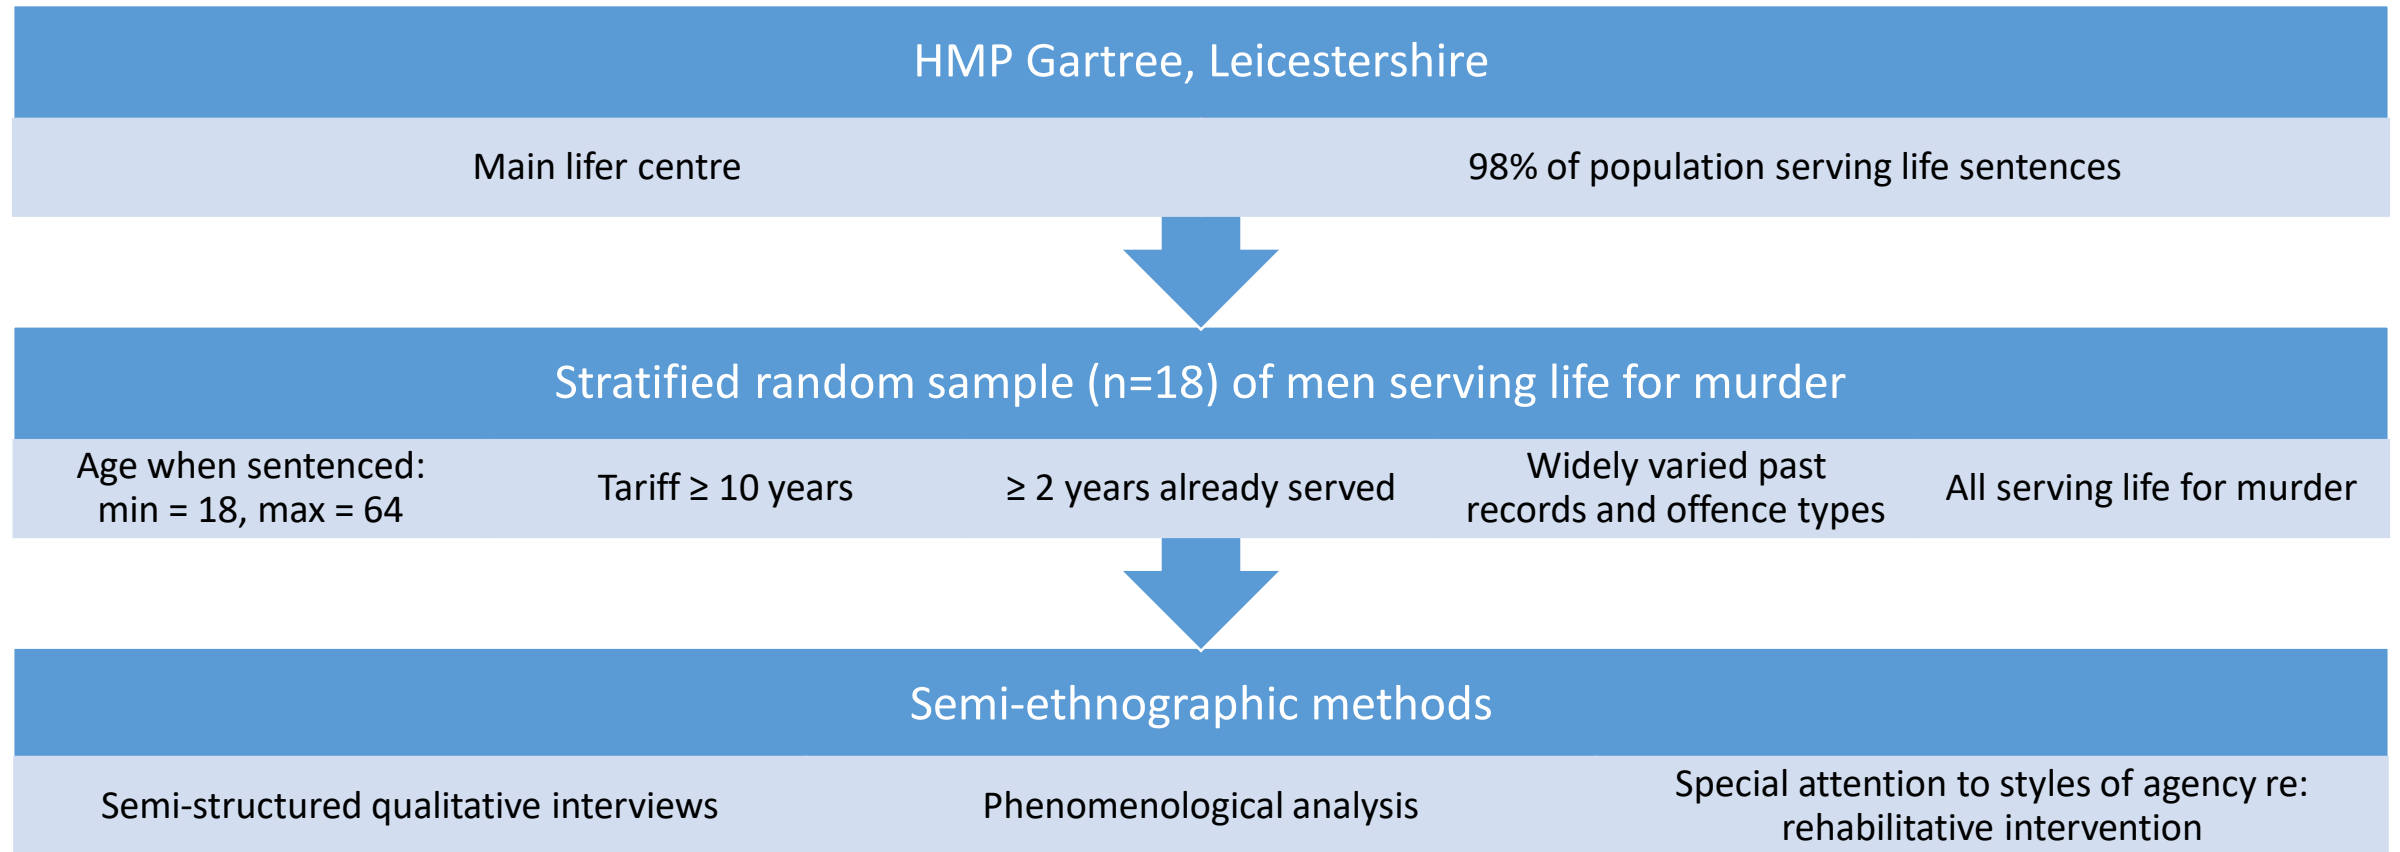 HMP Gartree, Leicestershire
Main lifer centre
98% of population serving life sentences
Stratified random sample (n=18) of men serving life for murder
Age when sentenced:
min = 18, max = 64
Tariff ≥ 10 years
≥ 2 years already served
Widely varied past
records and offence types
All serving life for murder
Semi-ethnographic methods
Semi-structured qualitative interviews
Phenomenological analysis
Special attention to styles of agency re:
rehabilitative intervention